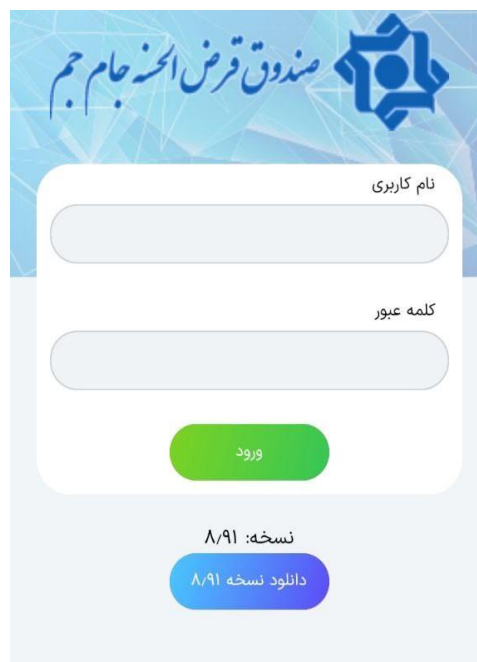 صندوق قرض الحسنه جام جم
نام کاربری
کلمه عبور
ورود
نسخه: ۸٫۹۱
دانلود نسخه ۸٫۹۱